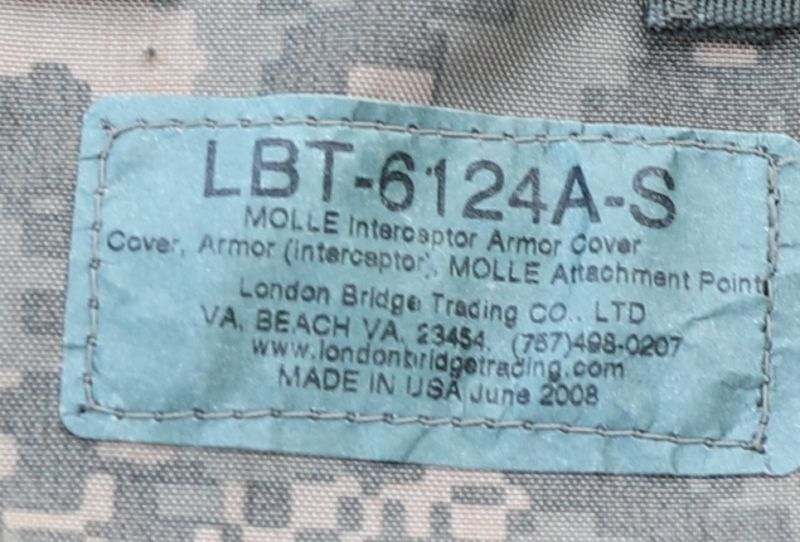 LBT-6124A-S
MOLLE Interceptor Armor Cover
Cover, Armor (Interceptor), MOLLE Attachment Point
London Bridge Trading CO., LTD
VA. BEACH VA. 23454 (757)498-0207
www.londonbridgetrading.com
MADE IN USA June 2008